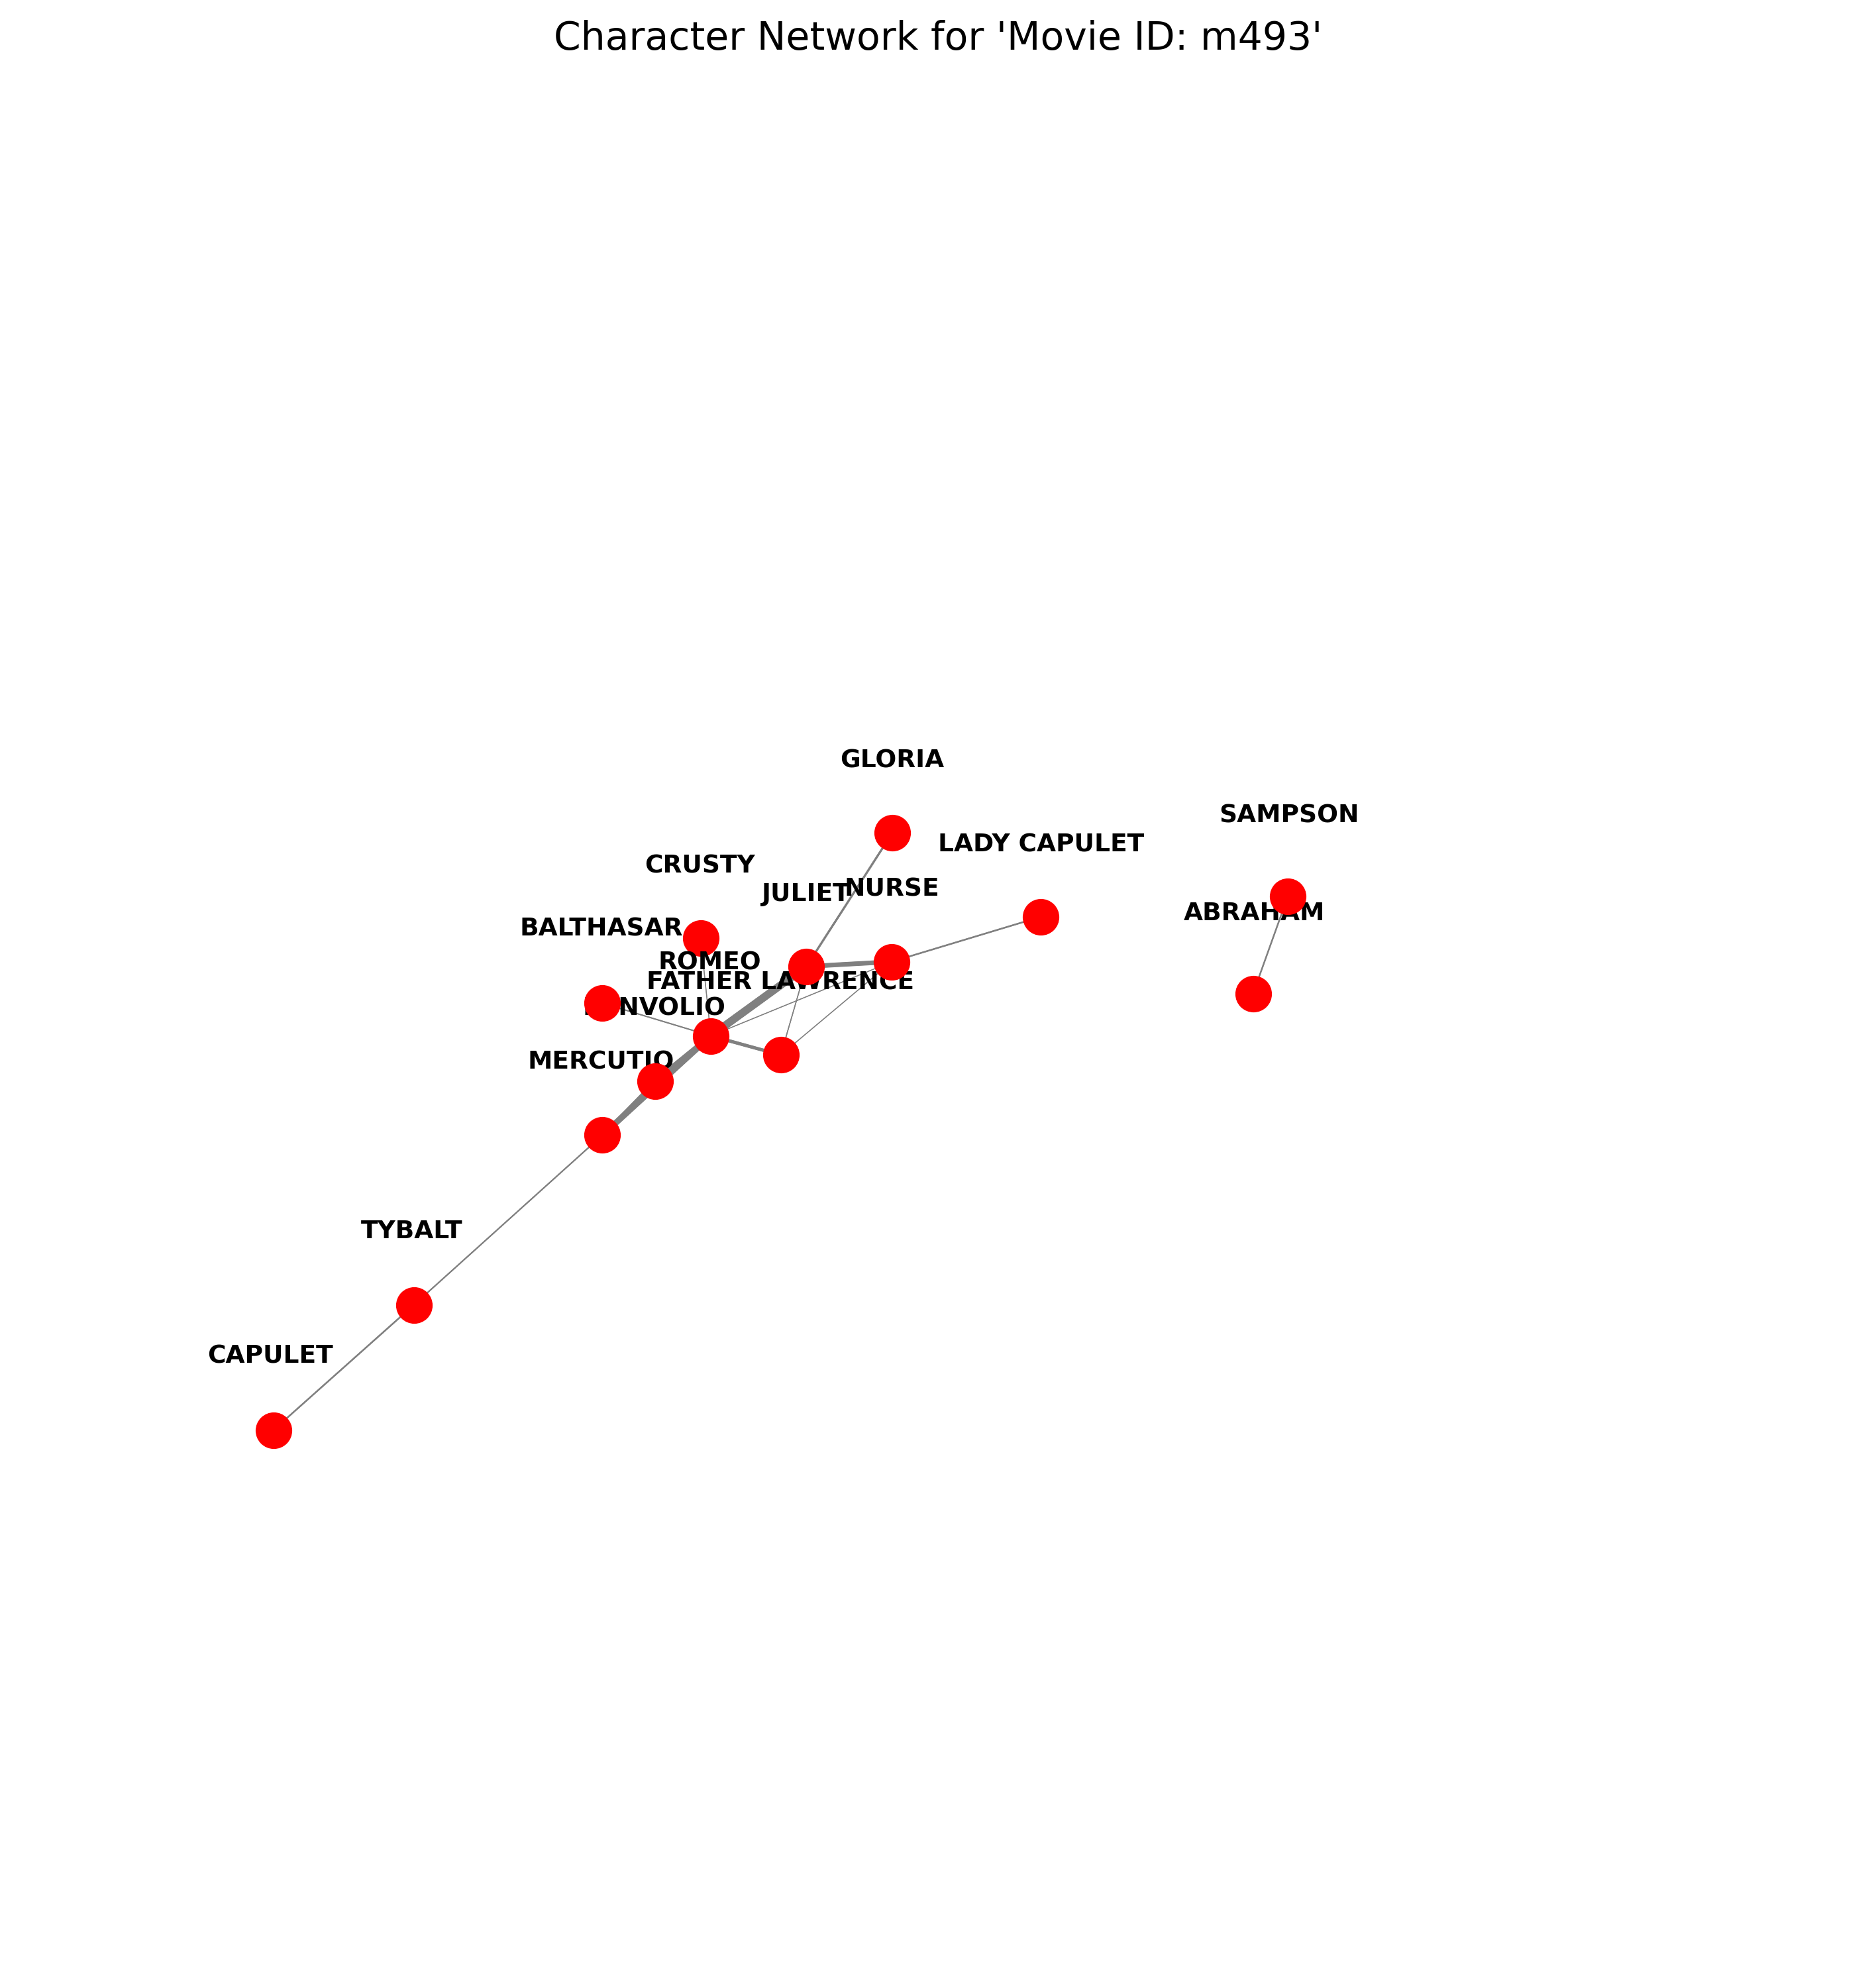 Character Network for 'Movie ID: m493'
GLORIA
SAMPSON
LADY CAPULET
CRUSTY
JULIET
NURSE
ABRAHAM
BALTHASAR
ROMEO
FATHER LAWRENCE
MERCUTIO
TYBALT
CAPULET